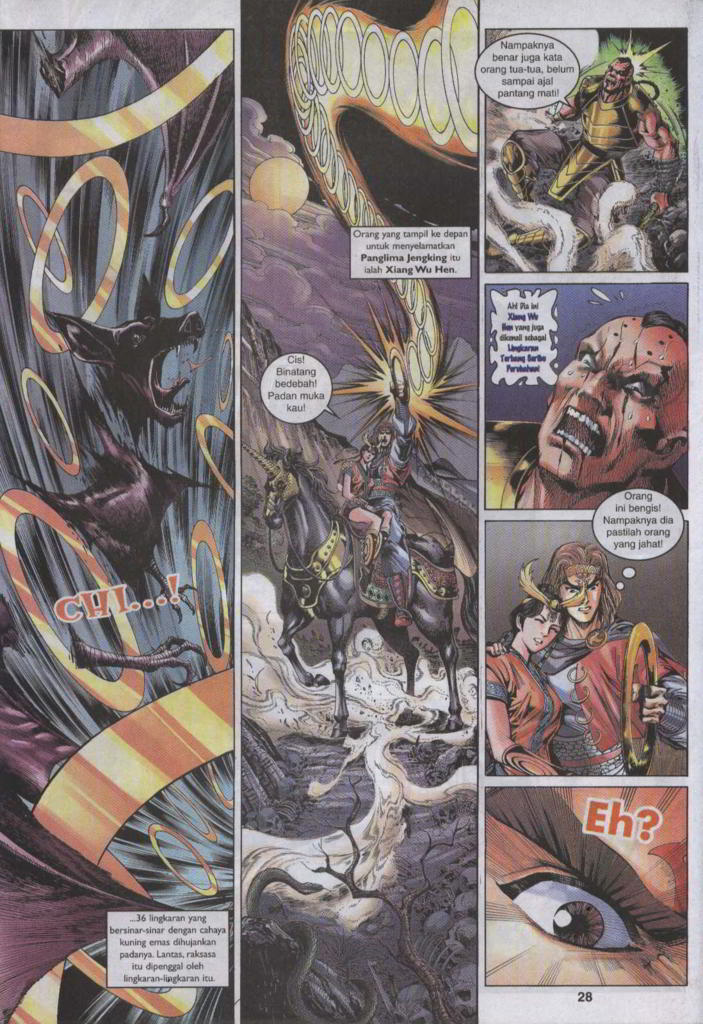 CHI...!
...36 lingkaran yang
bersinar-sinar dengan cahaya
kuning emas dihujankan
padanya. Lantas, raksasa
itu dipenggal oleh
lingkaran-lingkaran itu.
Orang yang tampil ke depan
untuk menyelamatkan
Panglima Jengking itu
ialah Xiang Wu Hen.
Cis!
Binatang
bedebah!
Padan muka
kau!
Nampaknya
benar juga kata
orang tua-tua, belum
sampai ajal
pantang mati!
Ah! Dia ini
Xiang Wu
Hen yang juga
dikenali sebagai
Lingkaran
Terbang Seribu
Perubahan!
Orang
ini bengis!
Nampaknya dia
pastilah orang
yang jahat!
Eh?
28